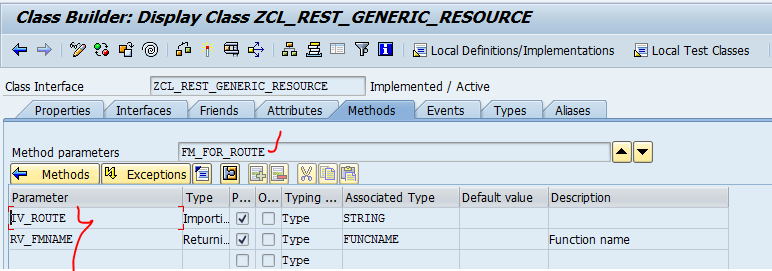 Class Builder: Display Class ZCL_REST_GENERIC_RESOURCE
Local Definitions/Implementations Local Test Classes
Class Interface ZCL_REST_GENERIC_RESOURCE Implemented / Active
Properties Interfaces Friends Attributes Methods Events Types Aliases
Method parameters FM_FOR_ROUTE
Methods Exceptions
Parameter Type P... O... Typing ... Associated Type Default value Description
IV_ROUTE Importi... Type STRING
RV_FMNAME Returni... Type FUNCNAME Function name
Type